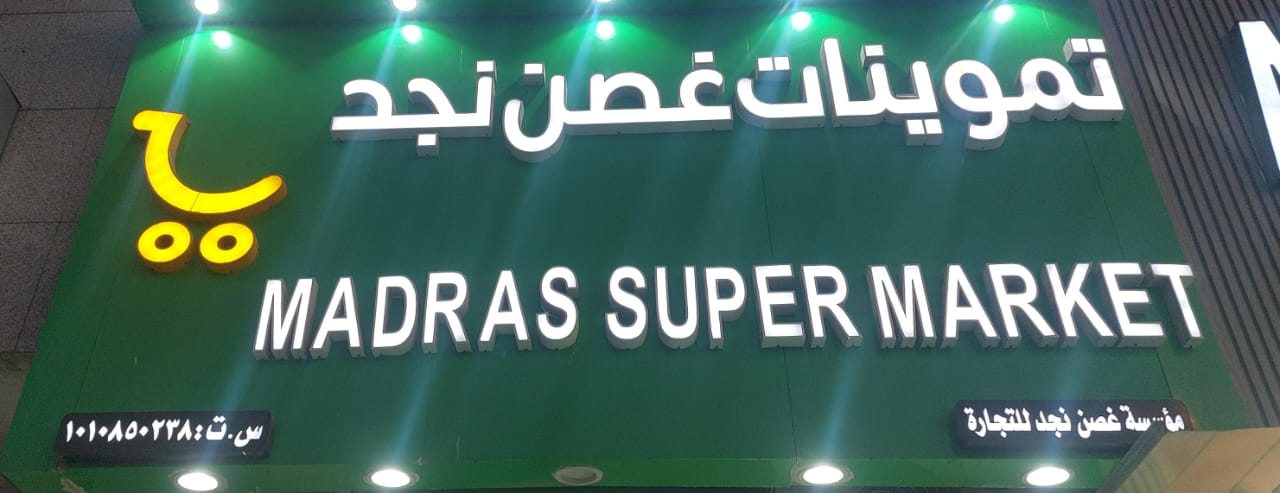 تموينات غصن نجد
MADRAS SUPER MARKET
مؤسسة غصن نجد للتجارة
س.ت: ١٠١٠٨٥٠٢٣٨